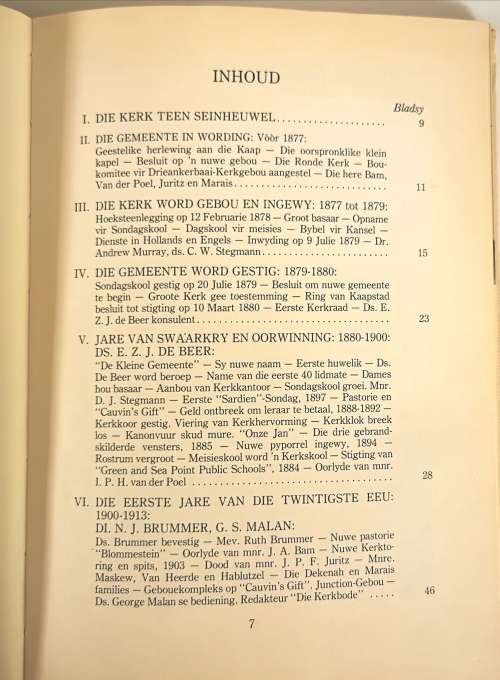 INHOUD
Bladsy
I. DIE KERK TEEN SEINHEUWEL.................... 9
II. DIE GEMEENTE IN WORDING: Vòòr 1877:
Geestelike herlewing aan die Kaap — Die oorspronklike klein
kapel — Besluit op 'n nuwe gebou — Die Ronde Kerk — Bou-
komitee vir Drieankerbaai-Kerkgebou aangestel — Die here Bam,
Van der Poel, Juritz en Marais............................ 11
III. DIE KERK WORD GEBOU EN INGEWY: 1877 tot 1879:
Hoeksteenlegging op 12 Februarie 1878 — Groot basaar — Opname
vir Sondagskool — Dagskool vir meisies — Bybel vir Kansel —
Dienste in Hollands en Engels — Inwyding op 9 Julie 1879 — Dr.
Andrew Murray, ds. C. W. Stegmann....................... 15
IV. DIE GEMEENTE WORD GESTIG: 1879-1880:
Sondagskool gestig op 20 Julie 1879 — Besluit om nuwe gemeente
te begin — Groote Kerk gee toestemming — Ring van Kaapstad
besluit tot stigting op 10 Maart 1880 — Eerste Kerkraad — Ds. E.
Z. J. de Beer konsulent................................... 23
V. JARE VAN SWAARKRY EN OORWINNING: 1880-1900:
DS. E. Z. J. DE BEER:
"De Kleine Gemeente" — Sy nuwe naam — Eerste huwelik — Ds.
De Beer word beroep — Name van die eerste 40 lidmate — Dames
hou basaar — Aanbou van Kerkkantoor — Sondagskool groei. Mnr.
D. J. Stegmann — Eerste "Sardien"-Sondag, 1897 — Pastorie en
"Cauvin's Gift" — Geld ontbreek om leraar te betaal, 1888-1892 —
Kerkkoor gestig. Viering van Kerkhervorming — Kerkklok breek
los — Kanonvuur skud mure. "Onze Jan" — Die drie gebrand-
skilderde vensters, 1885 — Nuwe pyporrel ingewy, 1894 —
Rostrum vergroot — Meisieskool word 'n Kerkskool — Stigting van
"Green and Sea Point Public Schools", 1884 — Oorlyde van mnr.
I. P. H. van der Poel .................................... 28
VI. DIE EERSTE JARE VAN DIE TWINTIGSTE EEU:
1900-1913:
DI. N. J. BRUMMER, G. S. MALAN:
Ds. Brummer bevestig — Mev. Ruth Brummer — Nuwe pastorie
"Blommestein" — Oorlyde van mnr. J. A. Bam — Nuwe Kerkto-
ring en spits, 1903 — Dood van mnr. J. P. F. Juritz — Mnre.
Maskew, Van Heerde en Hablutzel — Die Dekenah en Marais
families — Gebouekompleks op "Cauvin's Gift". Junction-Gebou —
Ds. George Malan se bediening. Redakteur "Die Kerkbode" ..... 46
7